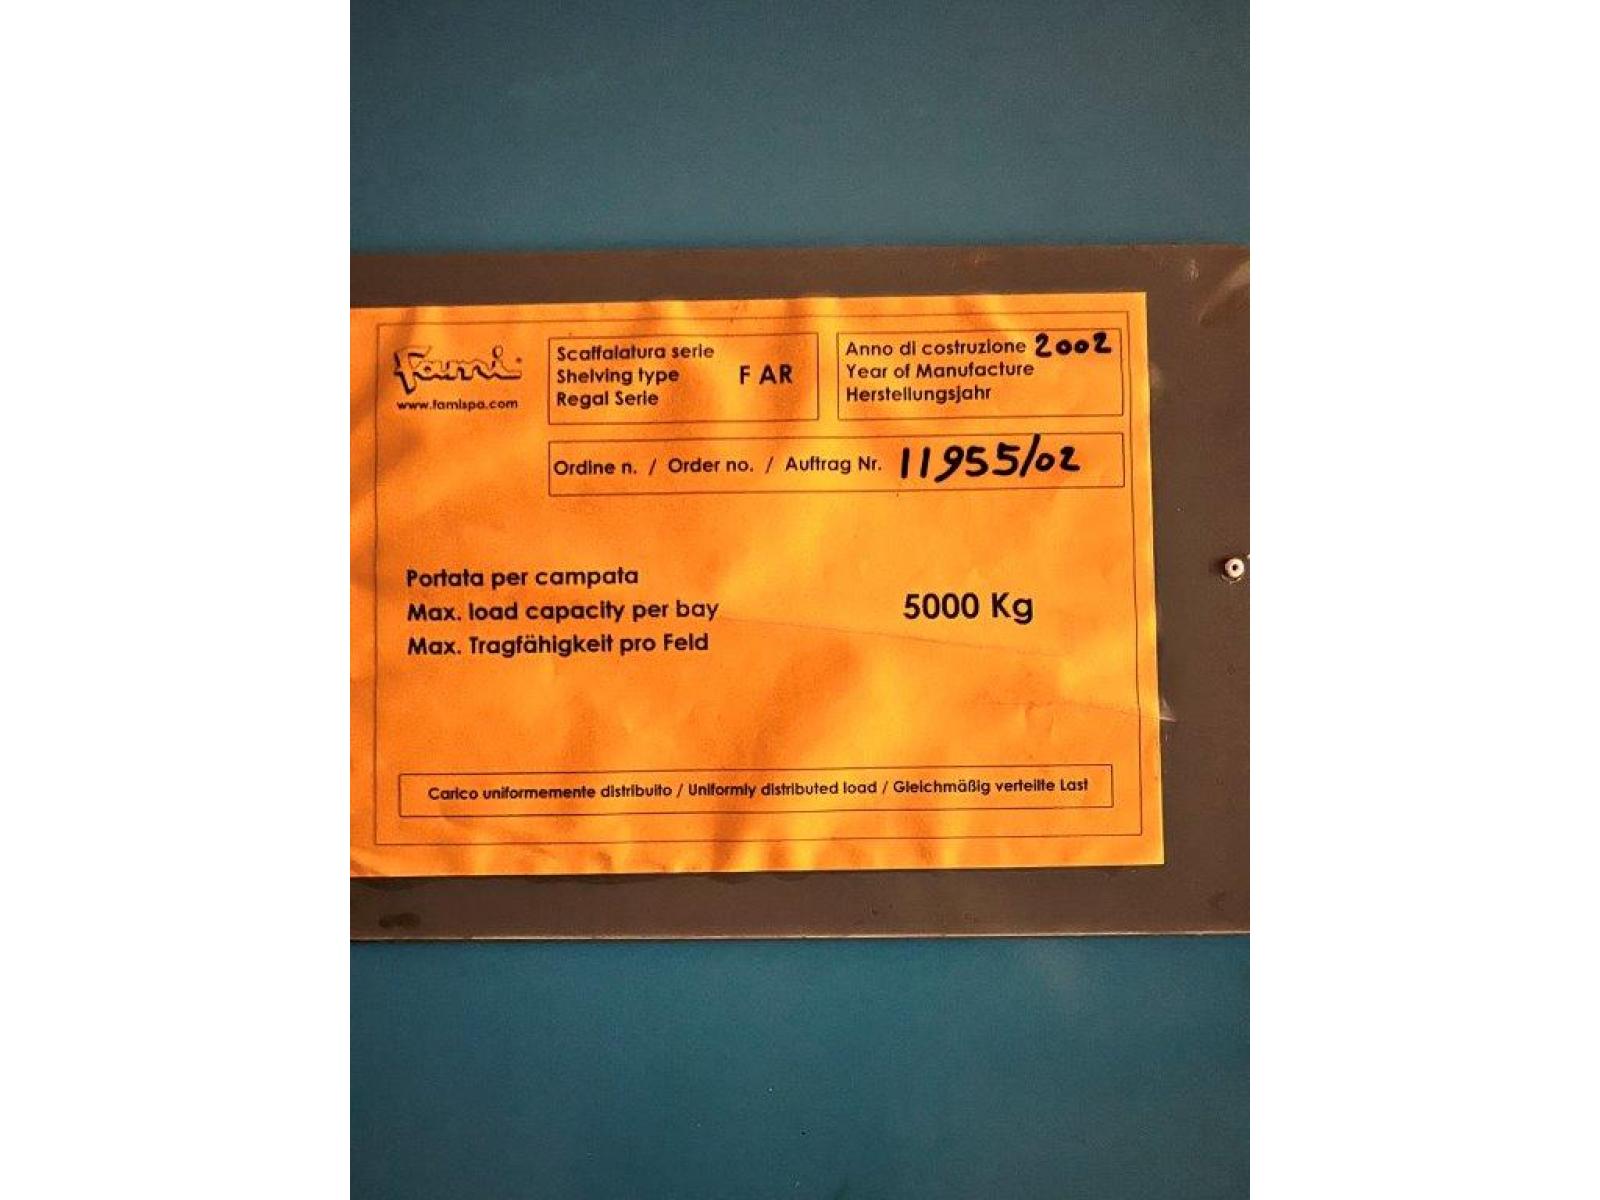 Fami
www.famispa.com
Scaffalatura serie
Shelving type F AR
Regal Serie
Anno di costruzione 2002
Year of Manufacture
Herstellungsjahr
Ordine n. / Order no. / Auftrag Nr. 11955/02
Portata per campata
Max. load capacity per bay 5000 Kg
Max. Tragfähigkeit pro Feld
Carico uniformemente distribuito / Uniformly distributed load / Gleichmäßig verteilte Last